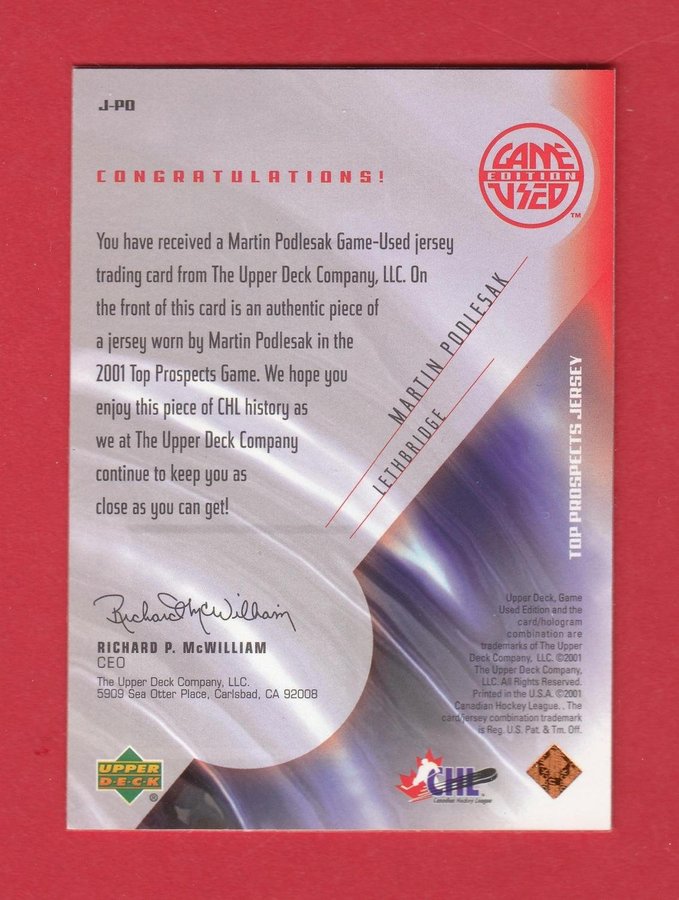 J-PO
CONGRATULATIONS!
GAME
EDITION
USED
TM
You have received a Martin Podlesak Game-Used jersey
trading card from The Upper Deck Company, LLC. On
the front of this card is an authentic piece of
a jersey worn by Martin Podlesak in the
2001 Top Prospects Game. We hope you
enjoy this piece of CHL history as
we at The Upper Deck Company
continue to keep you as
close as you can get!
MARTIN PODLESAK
LETHBRIDGE
TOP PROSPECTS JERSEY
Richard McWilliam
RICHARD P. McWILLIAM
CEO
The Upper Deck Company, LLC.
5909 Sea Otter Place, Carlsbad, CA 92008
Upper Deck, Game
Used Edition and the
card/hologram
combination are
trademarks of The Upper
Deck Company, LLC. ©2001
The Upper Deck Company,
LLC. All Rights Reserved.
Printed in the U.S.A. ©2001
Canadian Hockey League. . The
card/jersey combination trademark
is Reg. U.S. Pat. & Tm. Off.
UPPER
DECK
®
CHL
Canadian Hockey League